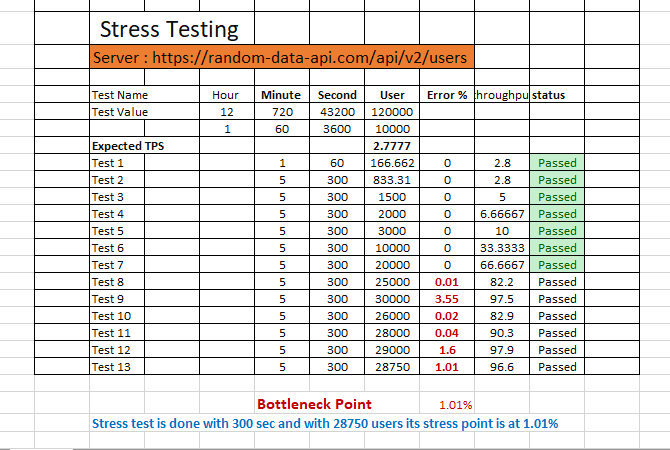 Stress Testing
Server : https://random-data-api.com/api/v2/users
Test Name Hour Minute Second User Error % throughpu status
Test Value 12 720 43200 120000
1 60 3600 10000
Expected TPS 2.7777
Test 1 1 60 166.662 0 2.8 Passed
Test 2 5 300 833.31 0 2.8 Passed
Test 3 5 300 1500 0 5 Passed
Test 4 5 300 2000 0 6.66667 Passed
Test 5 5 300 3000 0 10 Passed
Test 6 5 300 10000 0 33.3333 Passed
Test 7 5 300 20000 0 66.6667 Passed
Test 8 5 300 25000 0.01 82.2 Passed
Test 9 5 300 30000 3.55 97.5 Passed
Test 10 5 300 26000 0.02 82.9 Passed
Test 11 5 300 28000 0.04 90.3 Passed
Test 12 5 300 29000 1.6 97.9 Passed
Test 13 5 300 28750 1.01 96.6 Passed
Bottleneck Point 1.01%
Stress test is done with 300 sec and with 28750 users its stress point is at 1.01%